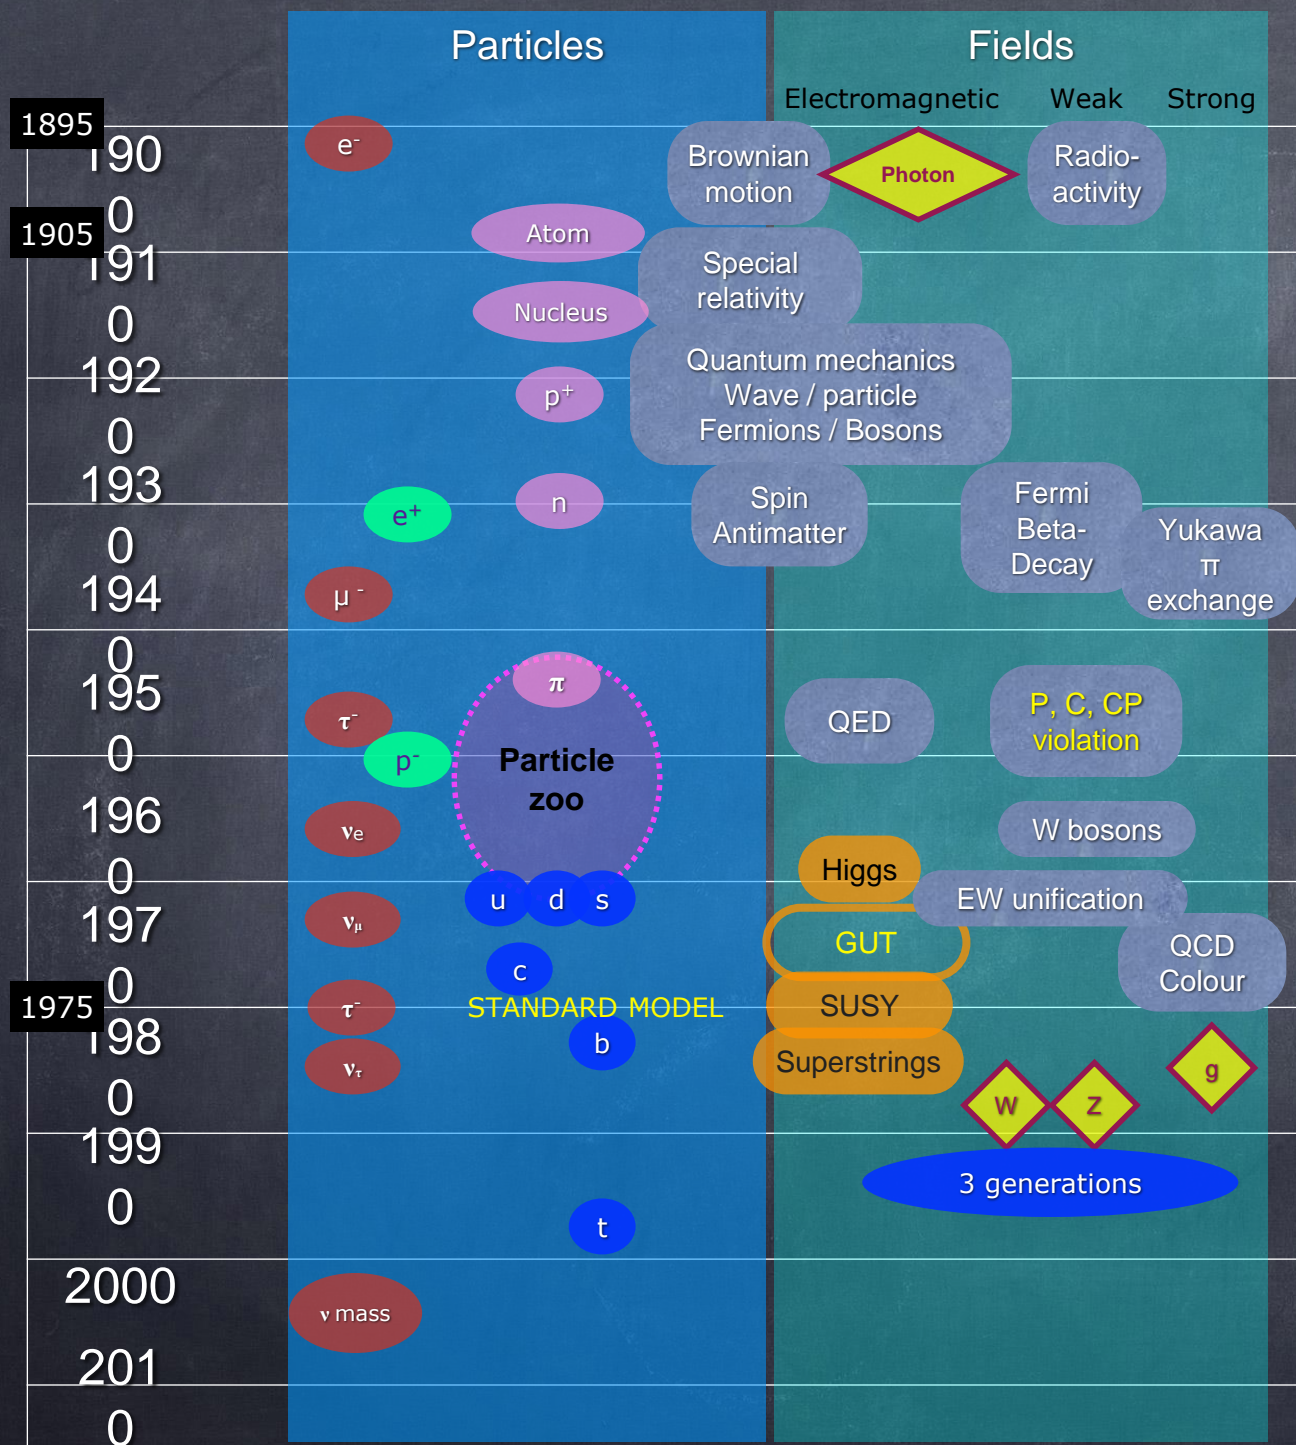 Particles
Fields
Electromagnetic Weak Strong
1895
190
0
1905
191
0
192
0
193
0
194
0
195
0
196
0
197
0
1975
198
0
199
0
2000
201
0
e⁻
Brownian
motion
Photon
Radio-
activity
Atom
Special
relativity
Nucleus
Quantum mechanics
Wave / particle
Fermions / Bosons
p⁺
n
e⁺
Spin
Antimatter
Fermi
Beta-
Decay
Yukawa
π
exchange
μ ⁻
π
τ⁻
p⁻
Particle
zoo
QED
P, C, CP
violation
νe
W bosons
Higgs
u d s
EW unification
νμ
GUT
QCD
Colour
c
τ⁻
STANDARD MODEL
SUSY
b
Superstrings
ντ
g
W
Z
3 generations
t
ν mass